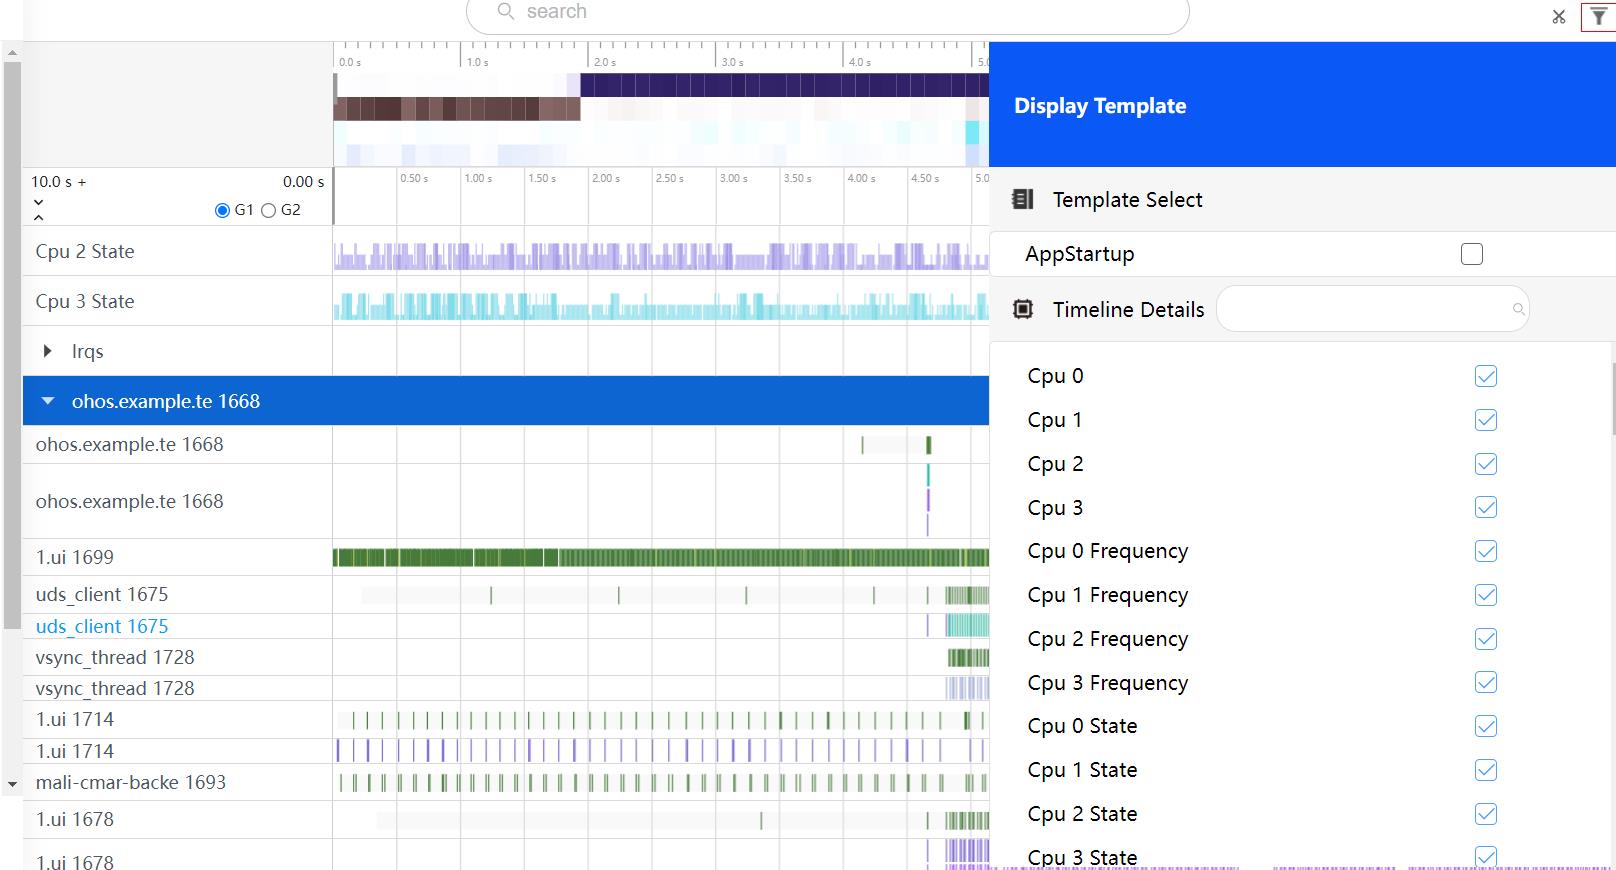 search
0.0 s 1.0 s 2.0 s 3.0 s 4.0 s 5.0
Display Template
10.0 s + 0.00 s
0.50 s 1.00 s 1.50 s 2.00 s 2.50 s 3.00 s 3.50 s 4.00 s 4.50 s 5.0
G1 G2
Template Select
Cpu 2 State
AppStartup
Cpu 3 State
Timeline Details
Irqs
ohos.example.te 1668
ohos.example.te 1668
ohos.example.te 1668
1.ui 1699
uds_client 1675
uds_client 1675
vsync_thread 1728
vsync_thread 1728
1.ui 1714
1.ui 1714
mali-cmar-backe 1693
1.ui 1678
1.ui 1678
Cpu 0
Cpu 1
Cpu 2
Cpu 3
Cpu 0 Frequency
Cpu 1 Frequency
Cpu 2 Frequency
Cpu 3 Frequency
Cpu 0 State
Cpu 1 State
Cpu 2 State
Cpu 3 State